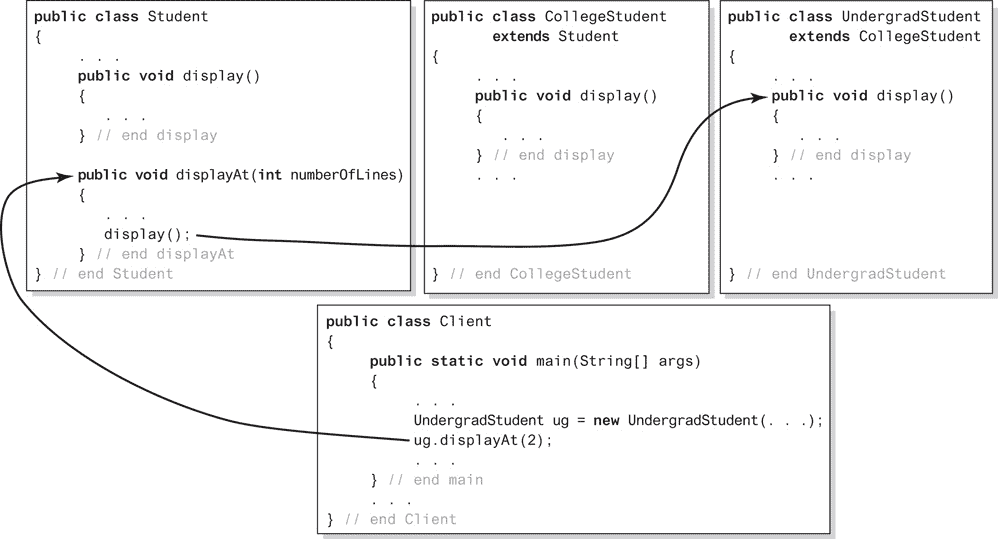 public class Student
{
. . .
public void display()
{
. . .
} // end display
public void displayAt(int numberOfLines)
{
. . .
display();
} // end displayAt
} // end Student
public class CollegeStudent
extends Student
{
. . .
public void display()
{
. . .
} // end display
. . .
} // end CollegeStudent
public class UndergradStudent
extends CollegeStudent
{
. . .
public void display()
{
. . .
} // end display
. . .
} // end UndergradStudent
public class Client
{
public static void main(String[] args)
{
. . .
UndergradStudent ug = new UndergradStudent(. . .);
ug.displayAt(2);
. . .
} // end main
. . .
} // end Client